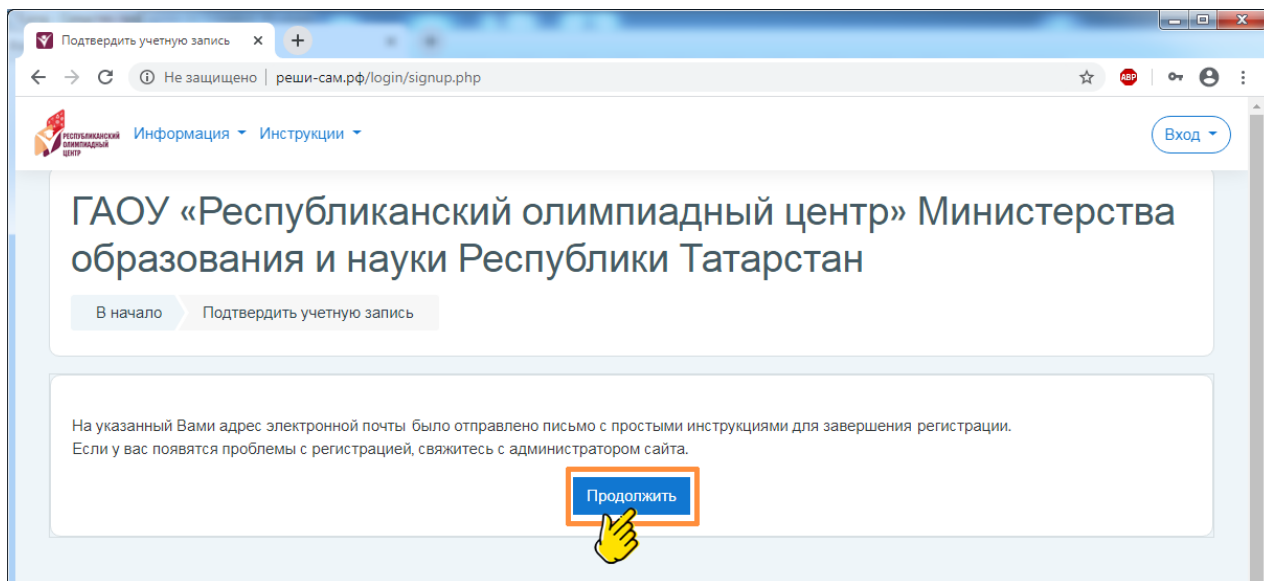 Подтвердить учетную запись
Не защищено | реши-сам.рф/login/signup.php
ABP
РЕСПУБЛИКАНСКИЙ
ОЛИМПИАДНЫЙ
ЦЕНТР
Информация Инструкции
Вход
ГАОУ «Республиканский олимпиадный центр» Министерства
образования и науки Республики Татарстан
В начало Подтвердить учетную запись
На указанный Вами адрес электронной почты было отправлено письмо с простыми инструкциями для завершения регистрации.
Если у вас появятся проблемы с регистрацией, свяжитесь с администратором сайта.
Продолжить